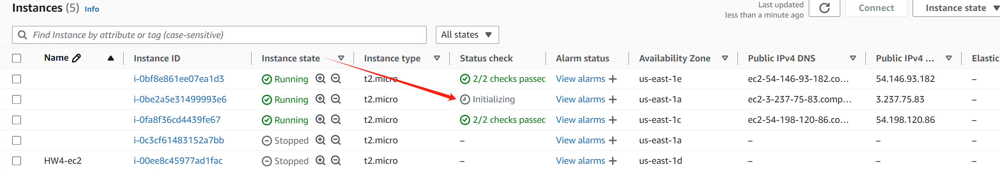 Instances (5) Info
Last updated
less than a minute ago
Connect
Instance state
Find Instance by attribute or tag (case-sensitive)
All states
Name Instance ID Instance state Instance type Status check Alarm status Availability Zone Public IPv4 DNS Public IPv4 ... Elastic
i-0bf8e861ee07ea1d3 Running t2.micro 2/2 checks passec View alarms + us-east-1e ec2-54-146-93-182.co... 54.146.93.182 –
i-0be2a5e31499993e6 Running t2.micro Initializing View alarms + us-east-1a ec2-3-237-75-83.comp... 3.237.75.83 –
i-0fa8f36cd4439fe67 Running t2.micro 2/2 checks passec View alarms + us-east-1c ec2-54-198-120-86.co... 54.198.120.86 –
i-0c3cf61483152a7bb Stopped t2.micro – View alarms + us-east-1a – – –
HW4-ec2 i-00ee8c45977ad1fac Stopped t2.micro – View alarms + us-east-1d – – –